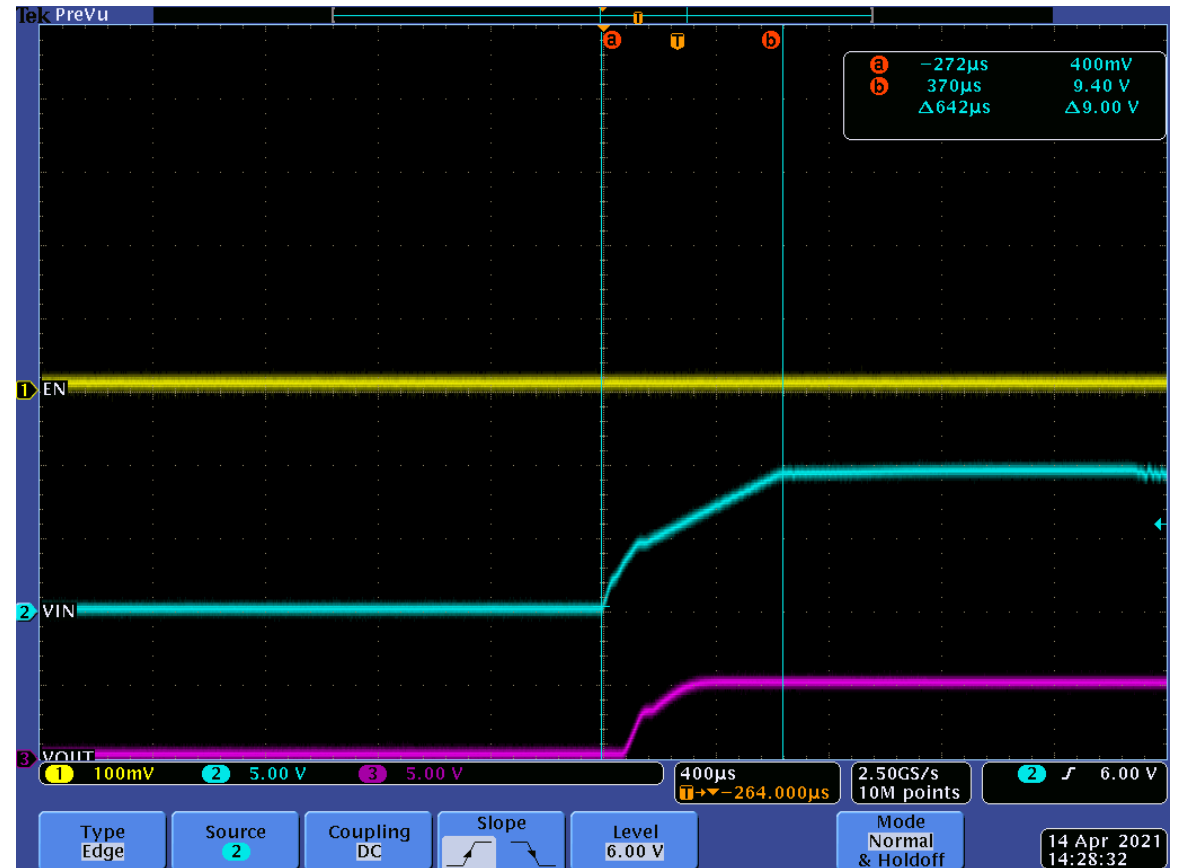 Tek PreVu
T
a T b
a −272µs 400mV
b 370µs 9.40 V
Δ642µs Δ9.00 V
1 EN
2 VIN
3 VOUT
1 100mV 2 5.00 V 3 5.00 V
400µs
T→▼−264.000µs
2.50GS/s
10M points
2 6.00 V
Type
Edge
Source
2
Coupling
DC
Slope
Level
6.00 V
Mode
Normal
& Holdoff
14 Apr 2021
14:28:32